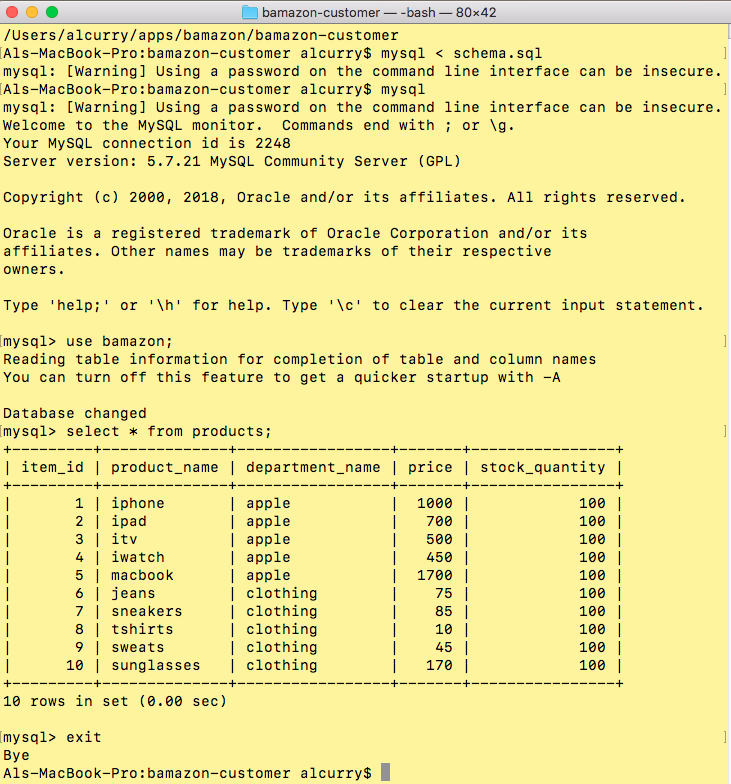 bamazon-customer — -bash — 80×42
/Users/alcurry/apps/bamazon/bamazon-customer
[Als-MacBook-Pro:bamazon-customer alcurry$ mysql < schema.sql ]
mysql: [Warning] Using a password on the command line interface can be insecure.
[Als-MacBook-Pro:bamazon-customer alcurry$ mysql ]
mysql: [Warning] Using a password on the command line interface can be insecure.
Welcome to the MySQL monitor.  Commands end with ; or \g.
Your MySQL connection id is 2248
Server version: 5.7.21 MySQL Community Server (GPL)

Copyright (c) 2000, 2018, Oracle and/or its affiliates. All rights reserved.

Oracle is a registered trademark of Oracle Corporation and/or its
affiliates. Other names may be trademarks of their respective
owners.

Type 'help;' or '\h' for help. Type '\c' to clear the current input statement.

[mysql> use bamazon; ]
Reading table information for completion of table and column names
You can turn off this feature to get a quicker startup with -A

Database changed
[mysql> select * from products; ]
+---------+--------------+-----------------+-------+----------------+
| item_id | product_name | department_name | price | stock_quantity |
+---------+--------------+-----------------+-------+----------------+
|       1 | iphone       | apple           |  1000 |            100 |
|       2 | ipad         | apple           |   700 |            100 |
|       3 | itv          | apple           |   500 |            100 |
|       4 | iwatch       | apple           |   450 |            100 |
|       5 | macbook      | apple           |  1700 |            100 |
|       6 | jeans        | clothing        |    75 |            100 |
|       7 | sneakers     | clothing        |    85 |            100 |
|       8 | tshirts      | clothing        |    10 |            100 |
|       9 | sweats       | clothing        |    45 |            100 |
|      10 | sunglasses   | clothing        |   170 |            100 |
+---------+--------------+-----------------+-------+----------------+
10 rows in set (0.00 sec)

[mysql> exit ]
Bye
Als-MacBook-Pro:bamazon-customer alcurry$